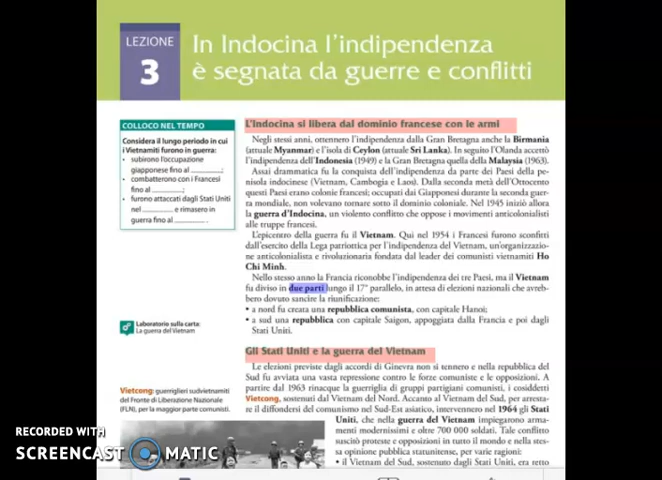 LEZIONE
3
In Indocina l'indipendenza
è segnata da guerre e conflitti
COLLOCO NEL TEMPO
Considera il lungo periodo in cui
i Vietnamiti furono in guerra:
• subirono l'occupazione
giapponese fino al ________;
• combatterono con i Francesi
fino al ________;
• furono attaccati dagli Stati Uniti
nel ________ e rimasero in
guerra fino al ________.
L'Indocina si libera dal dominio francese con le armi
Negli stessi anni, ottennero l'indipendenza dalla Gran Bretagna anche la Birmania
(attuale Myanmar) e l'isola di Ceylon (attuale Sri Lanka). In seguito l'Olanda accettò
l'indipendenza dell'Indonesia (1949) e la Gran Bretagna quella della Malaysia (1963).
Assai drammatica fu la conquista dell'indipendenza da parte dei Paesi della pe-
nisola indocinese (Vietnam, Cambogia e Laos). Dalla seconda metà dell'Ottocento
questi Paesi erano colonie francesi; occupati dai Giapponesi durante la seconda guer-
ra mondiale, non volevano tornare sotto il dominio coloniale. Nel 1945 iniziò allora
la guerra d'Indocina, un violento conflitto che oppose i movimenti anticolonialisti
alle truppe francesi.
L'epicentro della guerra fu il Vietnam. Qui nel 1954 i Francesi furono sconfitti
dall'esercito della Lega patriottica per l'indipendenza del Vietnam, un'organizzazio-
ne anticolonialista e rivoluzionaria fondata dal leader dei comunisti vietnamiti Ho
Chi Minh.
Nello stesso anno la Francia riconobbe l'indipendenza dei tre Paesi, ma il Vietnam
fu diviso in due parti lungo il 17° parallelo, in attesa di elezioni nazionali che avreb-
bero dovuto sancire la riunificazione:
• a nord fu creata una repubblica comunista, con capitale Hanoi;
• a sud una repubblica con capitale Saigon, appoggiata dalla Francia e poi dagli
Stati Uniti.
Laboratorio sulla carta:
La guerra del Vietnam
Gli Stati Uniti e la guerra del Vietnam
Le elezioni previste dagli accordi di Ginevra non si tennero e nella repubblica del
Sud fu avviata una vasta repressione contro le forze comuniste e le opposizioni. A
partire dal 1963 rinacque la guerriglia di gruppi partigiani comunisti, i cosiddetti
Vietcong, sostenuti dal Vietnam del Nord. Accanto al Vietnam del Sud, per arresta-
re il diffondersi del comunismo nel Sud-Est asiatico, intervennero nel 1964 gli Stati
Uniti, che nella guerra del Vietnam impiegarono arma-
menti modernissimi e oltre 700 000 soldati. Tale conflitto
suscitò proteste e opposizioni in tutto il mondo e nella stes-
sa opinione pubblica statunitense, per varie ragioni:
• il Vietnam del Sud, sostenuto dagli Stati Uniti, era retto
Vietcong: guerriglieri sudvietnamiti
del Fronte di Liberazione Nazionale
(FLN), per la maggior parte comunisti.
RECORDED WITH
SCREENCAST MATIC